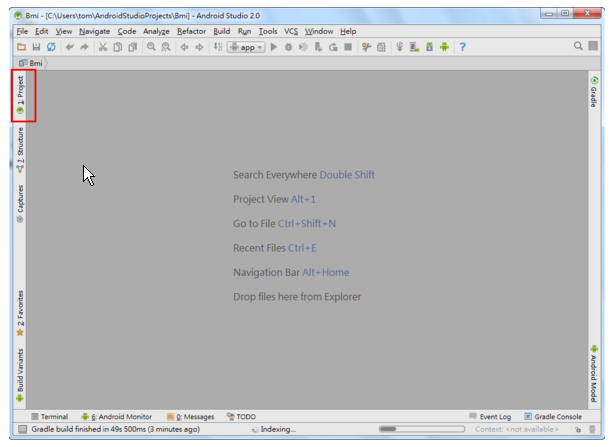 Bmi - [C:\Users\tom\AndroidStudioProjects\Bmi] - Android Studio 2.0
File Edit View Navigate Code Analyze Refactor Build Run Tools VCS Window Help
app
Bmi
1: Project
7: Structure
Captures
2: Favorites
Build Variants
Search Everywhere Double Shift
Project View Alt+1
Go to File Ctrl+Shift+N
Recent Files Ctrl+E
Navigation Bar Alt+Home
Drop files here from Explorer
Gradle
Android Model
Terminal 6: Android Monitor 0: Messages TODO Event Log Gradle Console
Gradle build finished in 49s 500ms (3 minutes ago) Indexing... Context: <not available>